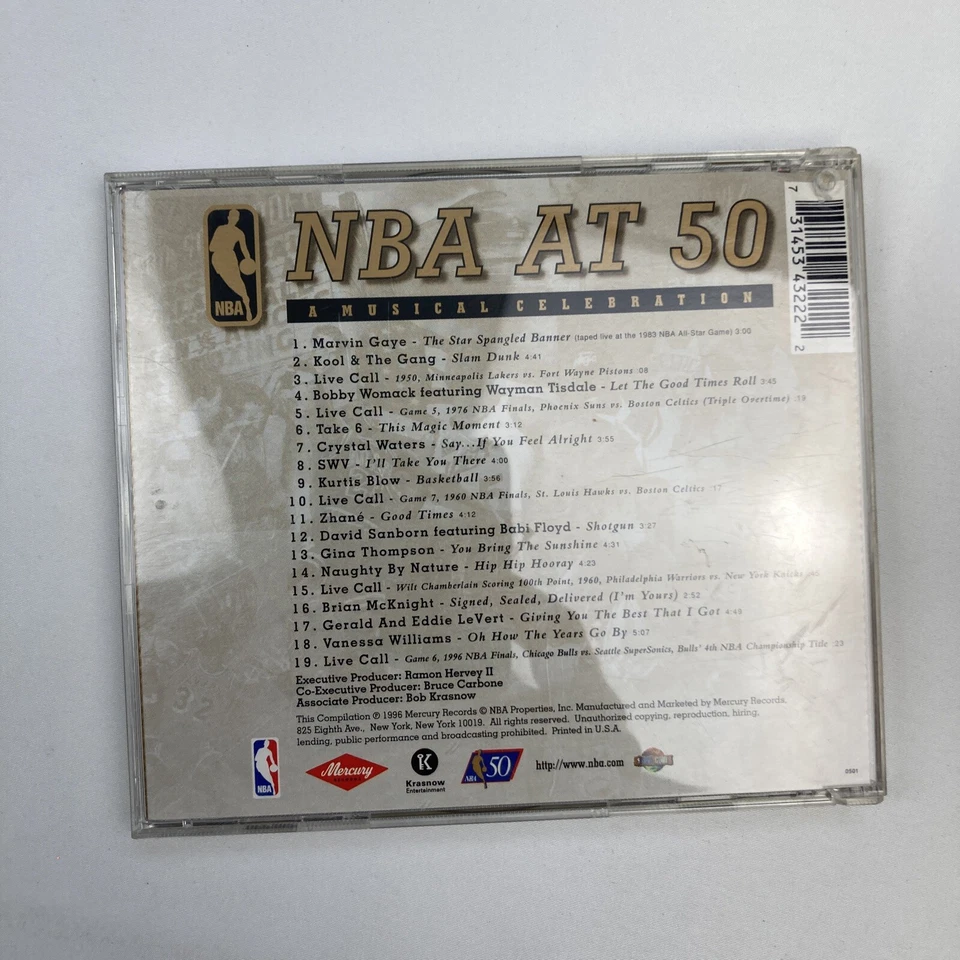 NBA
NBA AT 50
A MUSICAL CELEBRATION
7 31453 43222 2
1. Marvin Gaye - The Star Spangled Banner (taped live at the 1983 NBA All-Star Game) 3:00
2. Kool & The Gang - Slam Dunk 4:41
3. Live Call - 1950, Minneapolis Lakers vs. Fort Wayne Pistons :08
4. Bobby Womack featuring Wayman Tisdale - Let The Good Times Roll 3:45
5. Live Call - Game 5, 1976 NBA Finals, Phoenix Suns vs. Boston Celtics (Triple Overtime) :19
6. Take 6 - This Magic Moment 3:12
7. Crystal Waters - Say...If You Feel Alright 3:55
8. SWV - I'll Take You There 4:00
9. Kurtis Blow - Basketball 3:56
10. Live Call - Game 7, 1960 NBA Finals, St. Louis Hawks vs. Boston Celtics :17
11. Zhané - Good Times 4:12
12. David Sanborn featuring Babi Floyd - Shotgun 3:27
13. Gina Thompson - You Bring The Sunshine 4:31
14. Naughty By Nature - Hip Hip Hooray 4:23
15. Live Call - Wilt Chamberlain Scoring 100th Point, 1960, Philadelphia Warriors vs. New York Knicks :45
16. Brian McKnight - Signed, Sealed, Delivered (I'm Yours) 2:52
17. Gerald And Eddie LeVert - Giving You The Best That I Got 4:49
18. Vanessa Williams - Oh How The Years Go By 5:07
19. Live Call - Game 6, 1996 NBA Finals, Chicago Bulls vs. Seattle SuperSonics, Bulls' 4th NBA Championship Title :23
Executive Producer: Ramon Hervey II
Co-Executive Producer: Bruce Carbone
Associate Producer: Bob Krasnow
This Compilation ℗ 1996 Mercury Records © NBA Properties, Inc. Manufactured and Marketed by Mercury Records,
825 Eighth Ave., New York, New York 10019. All rights reserved. Unauthorized copying, reproduction, hiring,
lending, public performance and broadcasting prohibited. Printed in U.S.A.
NBA
Mercury
RECORDS
K
Krasnow
Entertainment
NBA 50
http://www.nba.com
0501